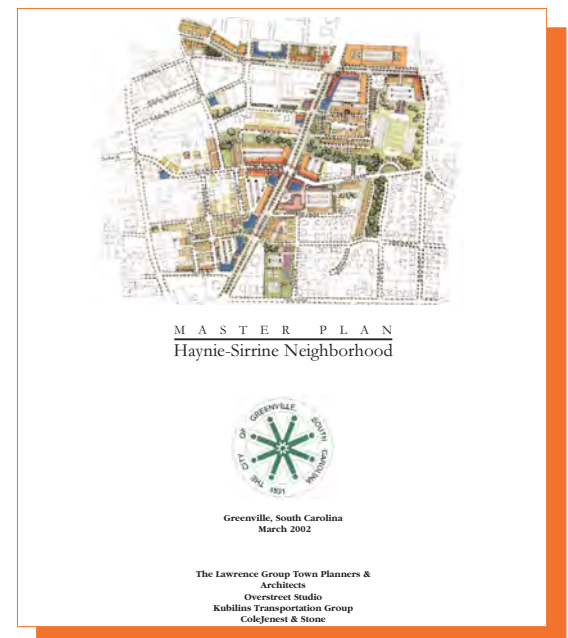 MASTER PLAN
Haynie-Sirrine Neighborhood
THE CITY OF GREENVILLE SOUTH CAROLINA
1831
Greenville, South Carolina
March 2002
The Lawrence Group Town Planners &
Architects
Overstreet Studio
Kubilins Transportation Group
ColeJenest & Stone